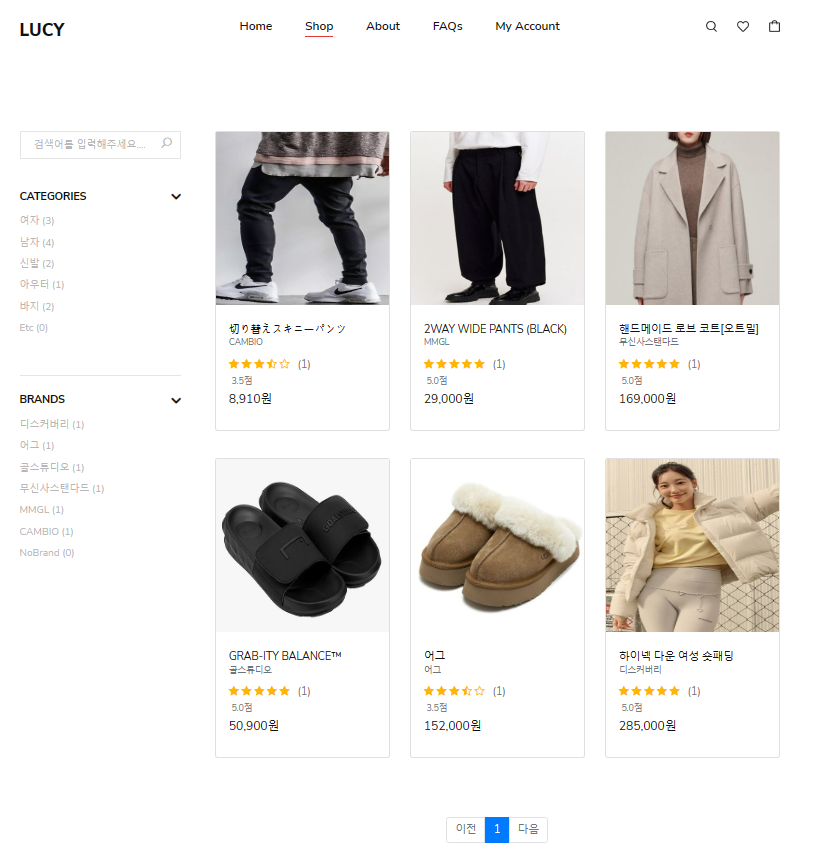 LUCY
Home Shop About FAQs My Account
검색어를 입력해주세요....
CATEGORIES
여자 (3)
남자 (4)
신발 (2)
아우터 (1)
바지 (2)
Etc (0)
BRANDS
디스커버리 (1)
어그 (1)
골스튜디오 (1)
무신사스탠다드 (1)
MMGL (1)
CAMBIO (1)
NoBrand (0)
切り替えスキニーパンツ
CAMBIO
(1)
3.5점
8,910원
2WAY WIDE PANTS (BLACK)
MMGL
(1)
5.0점
29,000원
핸드메이드 로브 코트[오트밀]
무신사스탠다드
(1)
5.0점
169,000원
GRAB-ITY BALANCE™
골스튜디오
(1)
5.0점
50,900원
어그
어그
(1)
3.5점
152,000원
하이넥 다운 여성 숏패딩
디스커버리
(1)
5.0점
285,000원
이전 1 다음